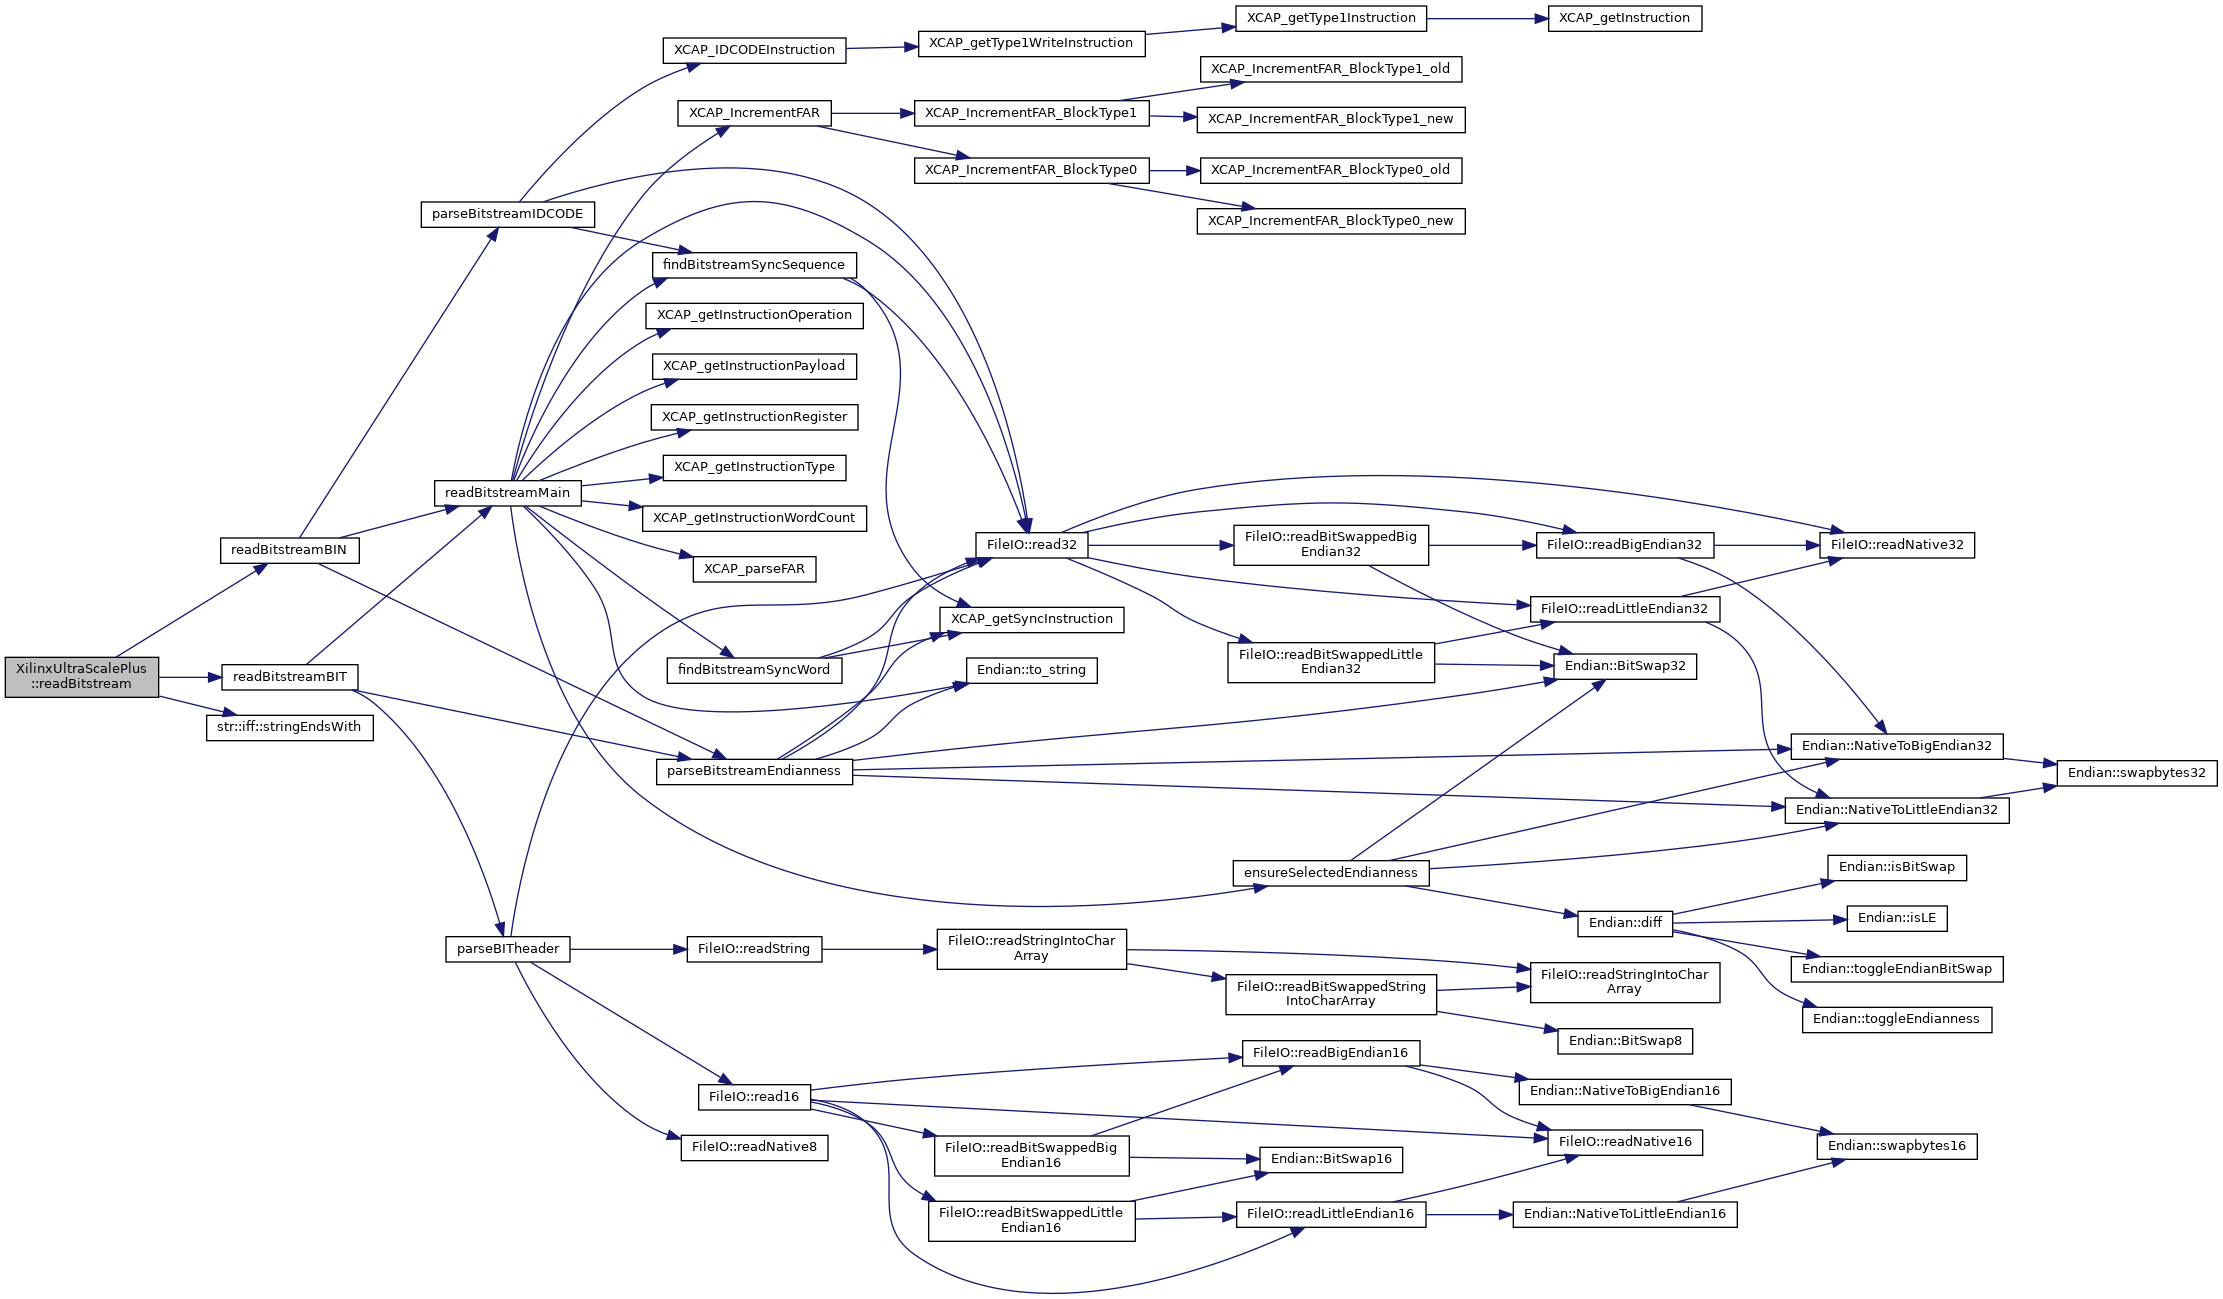 XilinxUltraScalePlus
::readBitstream
readBitstreamBIN
readBitstreamBIT
str::iff::stringEndsWith
parseBitstreamIDCODE
readBitstreamMain
parseBITheader
XCAP_IDCODEInstruction
XCAP_IncrementFAR
findBitstreamSyncSequence
XCAP_getInstructionOperation
XCAP_getInstructionPayload
XCAP_getInstructionRegister
XCAP_getInstructionType
XCAP_getInstructionWordCount
XCAP_parseFAR
findBitstreamSyncWord
parseBitstreamEndianness
FileIO::readString
FileIO::read16
FileIO::readNative8
XCAP_getType1WriteInstruction
XCAP_IncrementFAR_BlockType1
XCAP_IncrementFAR_BlockType0
FileIO::read32
XCAP_getSyncInstruction
Endian::to_string
FileIO::readStringIntoChar
Array
FileIO::readBitSwappedBig
Endian16
FileIO::readBitSwappedLittle
Endian16
XCAP_getType1Instruction
XCAP_IncrementFAR_BlockType1_old
XCAP_IncrementFAR_BlockType1_new
XCAP_IncrementFAR_BlockType0_old
XCAP_IncrementFAR_BlockType0_new
FileIO::readBitSwappedBig
Endian32
FileIO::readBitSwappedLittle
Endian32
ensureSelectedEndianness
FileIO::readBitSwappedString
IntoCharArray
FileIO::readBigEndian16
Endian::BitSwap16
FileIO::readLittleEndian16
XCAP_getInstruction
FileIO::readBigEndian32
FileIO::readLittleEndian32
Endian::BitSwap32
Endian::diff
FileIO::readStringIntoChar
Array
Endian::BitSwap8
Endian::NativeToBigEndian16
FileIO::readNative16
Endian::NativeToLittleEndian16
FileIO::readNative32
Endian::NativeToBigEndian32
Endian::NativeToLittleEndian32
Endian::isBitSwap
Endian::isLE
Endian::toggleEndianBitSwap
Endian::toggleEndianness
Endian::swapbytes16
Endian::swapbytes32